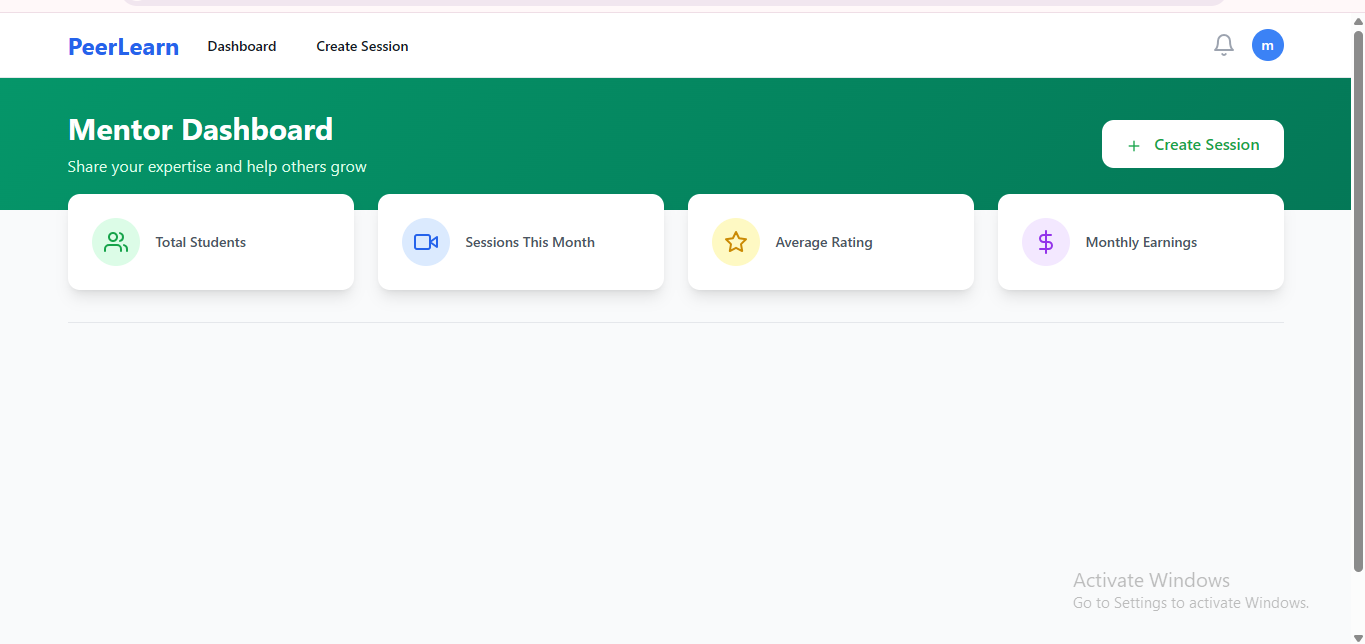 PeerLearn Dashboard Create Session m
Mentor Dashboard
Share your expertise and help others grow
+ Create Session
Total Students
Sessions This Month
Average Rating
$ Monthly Earnings
Activate Windows
Go to Settings to activate Windows.